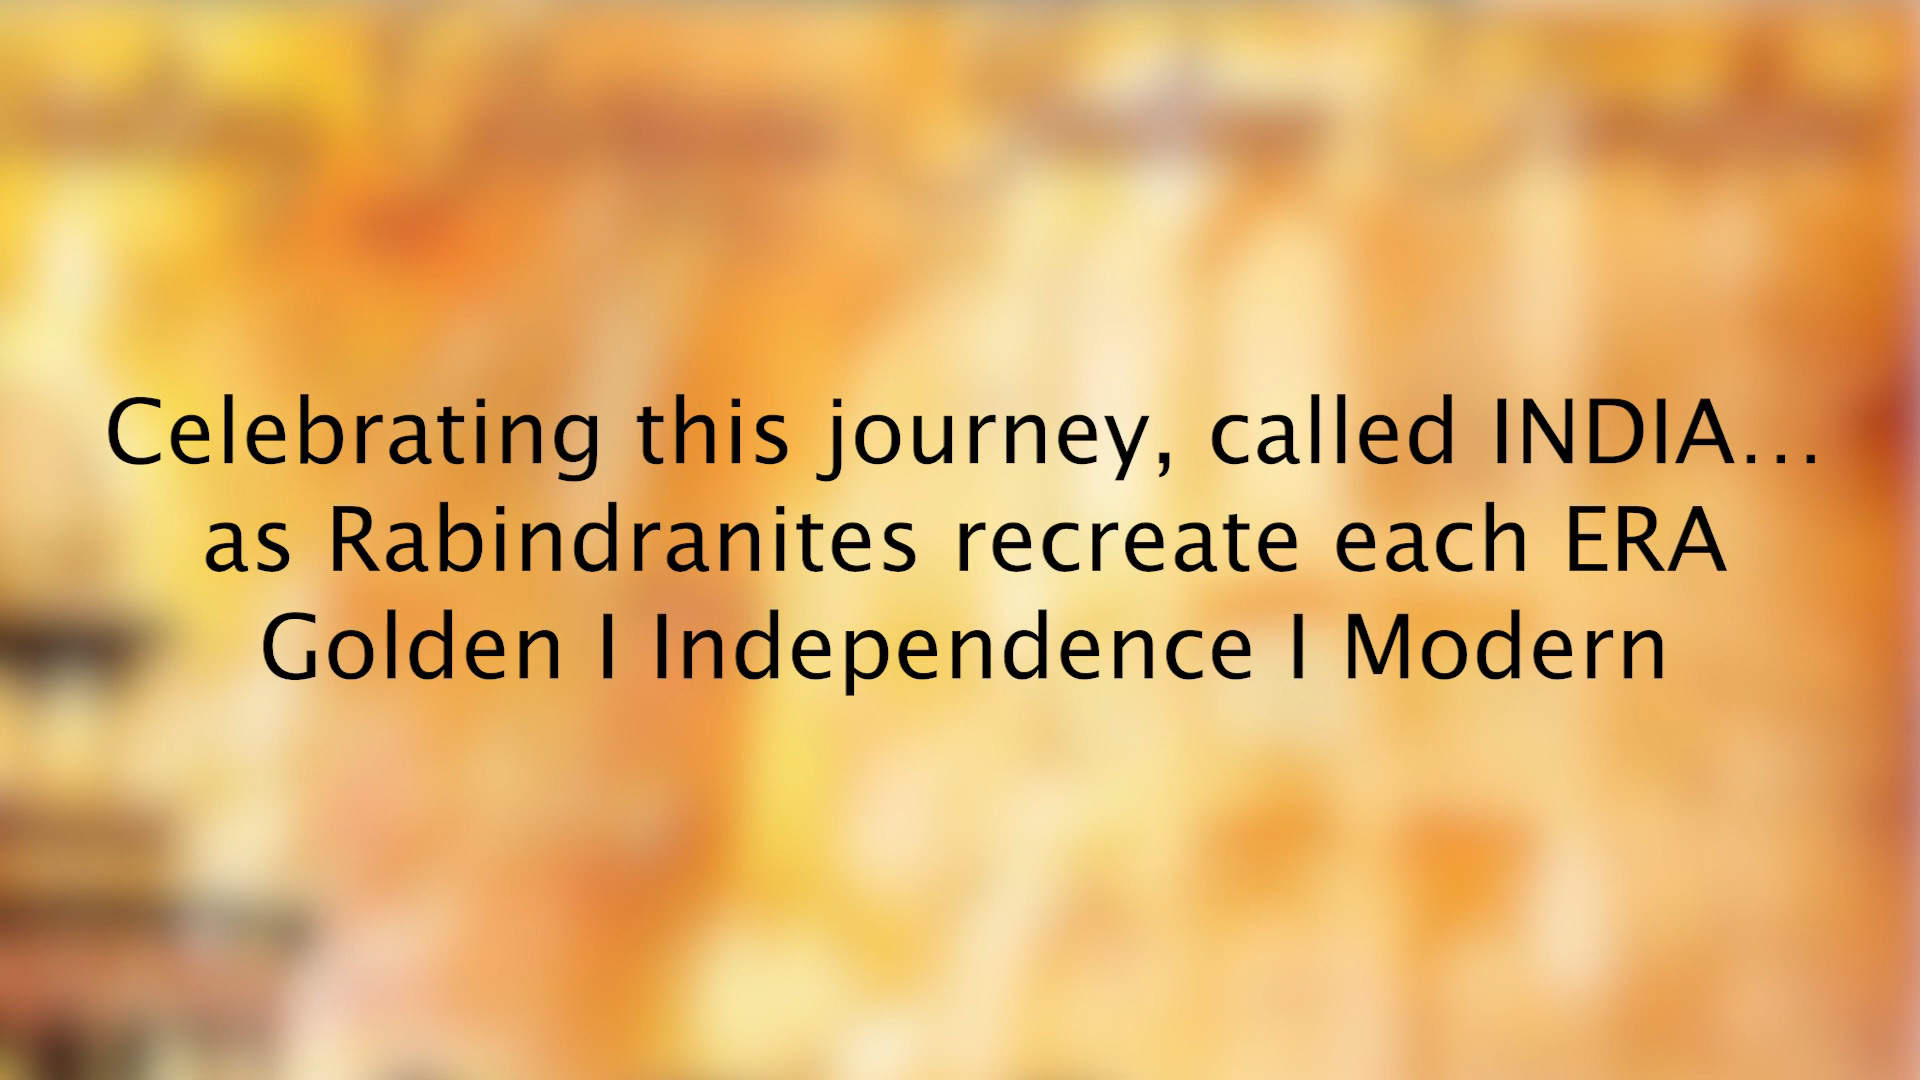 Celebrating this journey, called INDIA...
as Rabindranites recreate each ERA
Golden I Independence I Modern